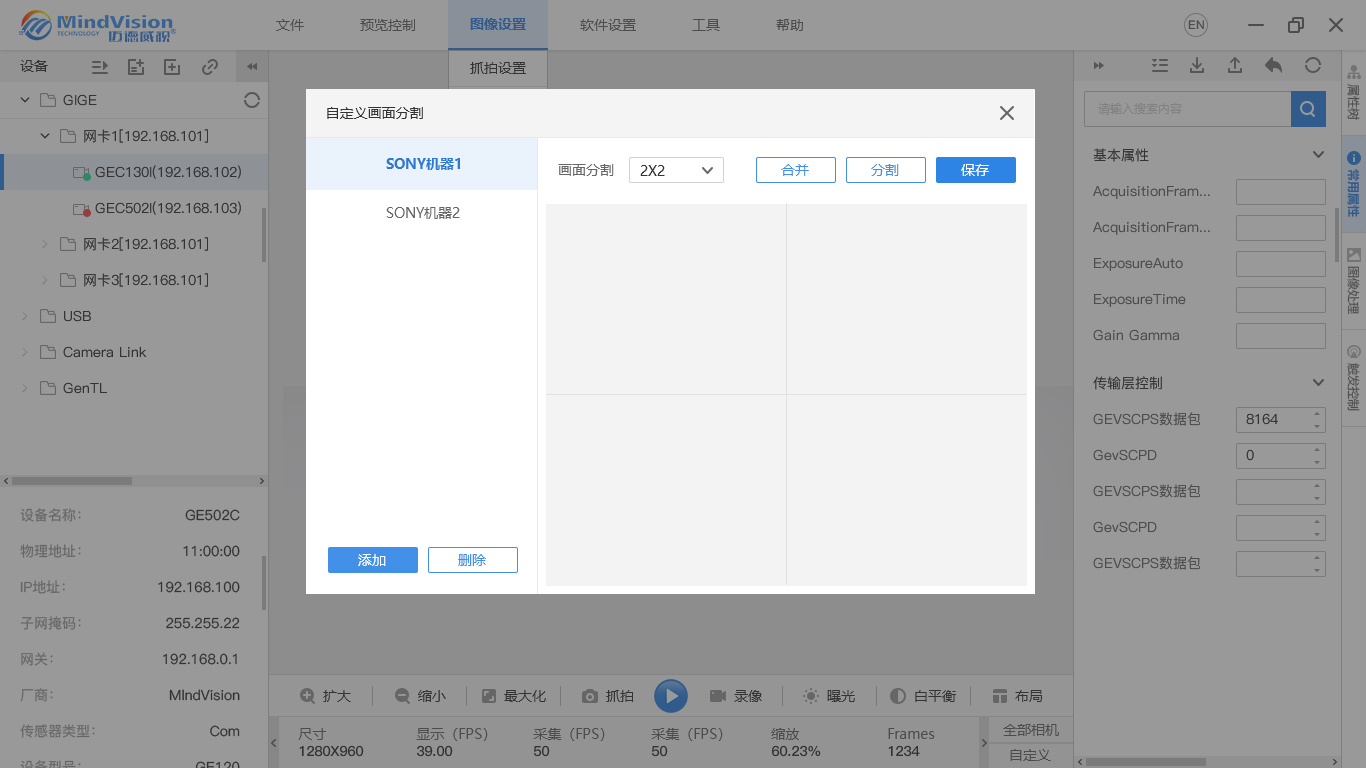 MindVision
TECHNOLOGY 迈德威视
文件
预览控制
图像设置
软件设置
工具
帮助
EN
设备
抓拍设置
GIGE
网卡1[192.168.101]
GEC130I(192.168.102)
GEC502I(192.168.103)
网卡2[192.168.101]
网卡3[192.168.101]
USB
Camera Link
GenTL
设备名称: GE502C
物理地址: 11:00:00
IP地址: 192.168.100
子网掩码: 255.255.22
网关: 192.168.0.1
厂商: MIndVision
传感器类型: Com
设备型号: GE120
自定义画面分割
SONY机器1
SONY机器2
添加
删除
画面分割
2X2
合并
分割
保存
请输入搜索内容
基本属性
AcquisitionFram...
AcquisitionFram...
ExposureAuto
ExposureTime
Gain Gamma
传输层控制
GEVSCPS数据包 8164
GevSCPD 0
GEVSCPS数据包
GevSCPD
GEVSCPS数据包
属性树
常用属性
图像处理
触发控制
扩大
缩小
最大化
抓拍
录像
曝光
白平衡
布局
尺寸
1280X960
显示（FPS）
39.00
采集（FPS）
50
采集（FPS）
50
缩放
60.23%
Frames
1234
全部相机
自定义